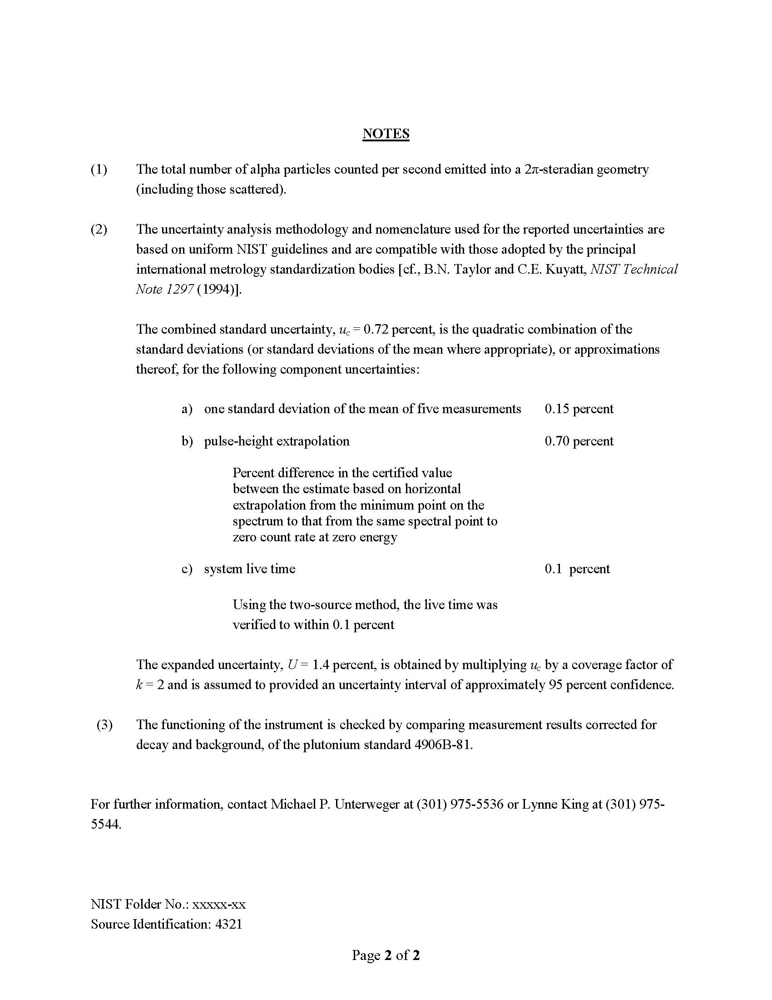 NOTES
(1) The total number of alpha particles counted per second emitted into a 2π-steradian geometry
(including those scattered).
(2) The uncertainty analysis methodology and nomenclature used for the reported uncertainties are
based on uniform NIST guidelines and are compatible with those adopted by the principal
international metrology standardization bodies [cf., B.N. Taylor and C.E. Kuyatt, NIST Technical
Note 1297 (1994)].
The combined standard uncertainty, uc = 0.72 percent, is the quadratic combination of the
standard deviations (or standard deviations of the mean where appropriate), or approximations
thereof, for the following component uncertainties:
a) one standard deviation of the mean of five measurements 0.15 percent
b) pulse-height extrapolation 0.70 percent
Percent difference in the certified value
between the estimate based on horizontal
extrapolation from the minimum point on the
spectrum to that from the same spectral point to
zero count rate at zero energy
c) system live time 0.1 percent
Using the two-source method, the live time was
verified to within 0.1 percent
The expanded uncertainty, U = 1.4 percent, is obtained by multiplying uc by a coverage factor of
k = 2 and is assumed to provided an uncertainty interval of approximately 95 percent confidence.
(3) The functioning of the instrument is checked by comparing measurement results corrected for
decay and background, of the plutonium standard 4906B-81.
For further information, contact Michael P. Unterweger at (301) 975-5536 or Lynne King at (301) 975-
5544.
NIST Folder No.: xxxxx-xx
Source Identification: 4321
Page 2 of 2